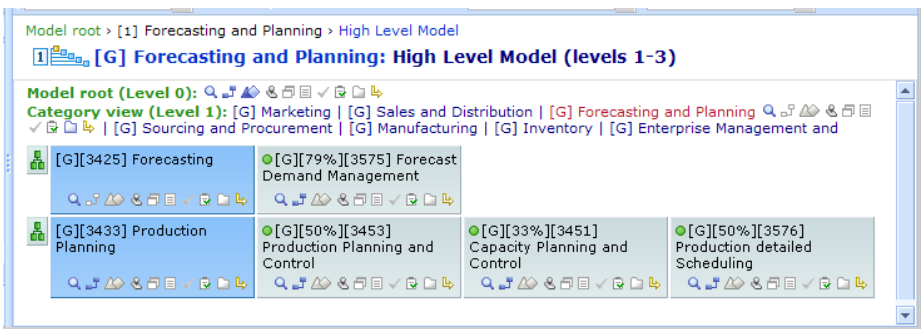 Model root › [1] Forecasting and Planning › High Level Model
1 [G] Forecasting and Planning: High Level Model (levels 1-3)
Model root (Level 0):
Category view (Level 1): [G] Marketing | [G] Sales and Distribution | [G] Forecasting and Planning
| [G] Sourcing and Procurement | [G] Manufacturing | [G] Inventory | [G] Enterprise Management and
[G][3425] Forecasting
[G][79%][3575] Forecast
Demand Management
[G][3433] Production
Planning
[G][50%][3453]
Production Planning and
Control
[G][33%][3451]
Capacity Planning and
Control
[G][50%][3576]
Production detailed
Scheduling